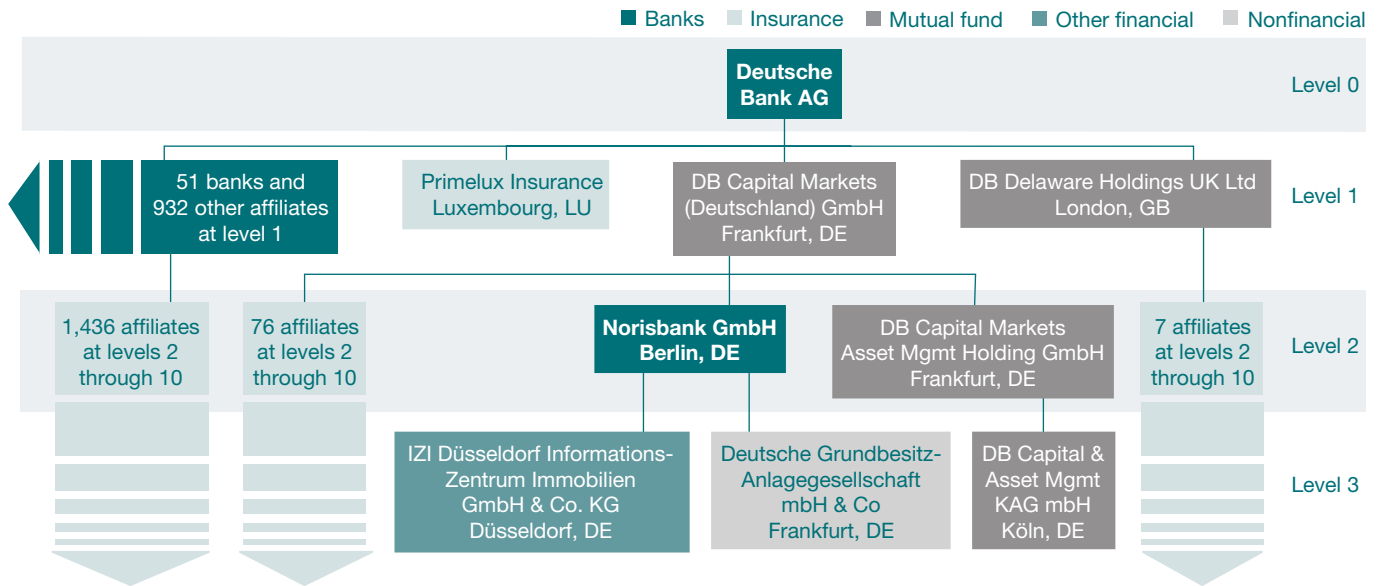 Banks
Insurance
Mutual fund
Other financial
Nonfinancial
Deutsche
Bank AG
Level 0
51 banks and
932 other affiliates
at level 1
Primelux Insurance
Luxembourg, LU
DB Capital Markets
(Deutschland) GmbH
Frankfurt, DE
DB Delaware Holdings UK Ltd
London, GB
Level 1
1,436 affiliates
at levels 2
through 10
76 affiliates
at levels 2
through 10
Norisbank GmbH
Berlin, DE
DB Capital Markets
Asset Mgmt Holding GmbH
Frankfurt, DE
7 affiliates
at levels 2
through 10
Level 2
IZI Düsseldorf Informations-
Zentrum Immobilien
GmbH & Co. KG
Düsseldorf, DE
Deutsche Grundbesitz-
Anlagegesellschaft
mbH & Co
Frankfurt, DE
DB Capital &
Asset Mgmt
KAG mbH
Köln, DE
Level 3